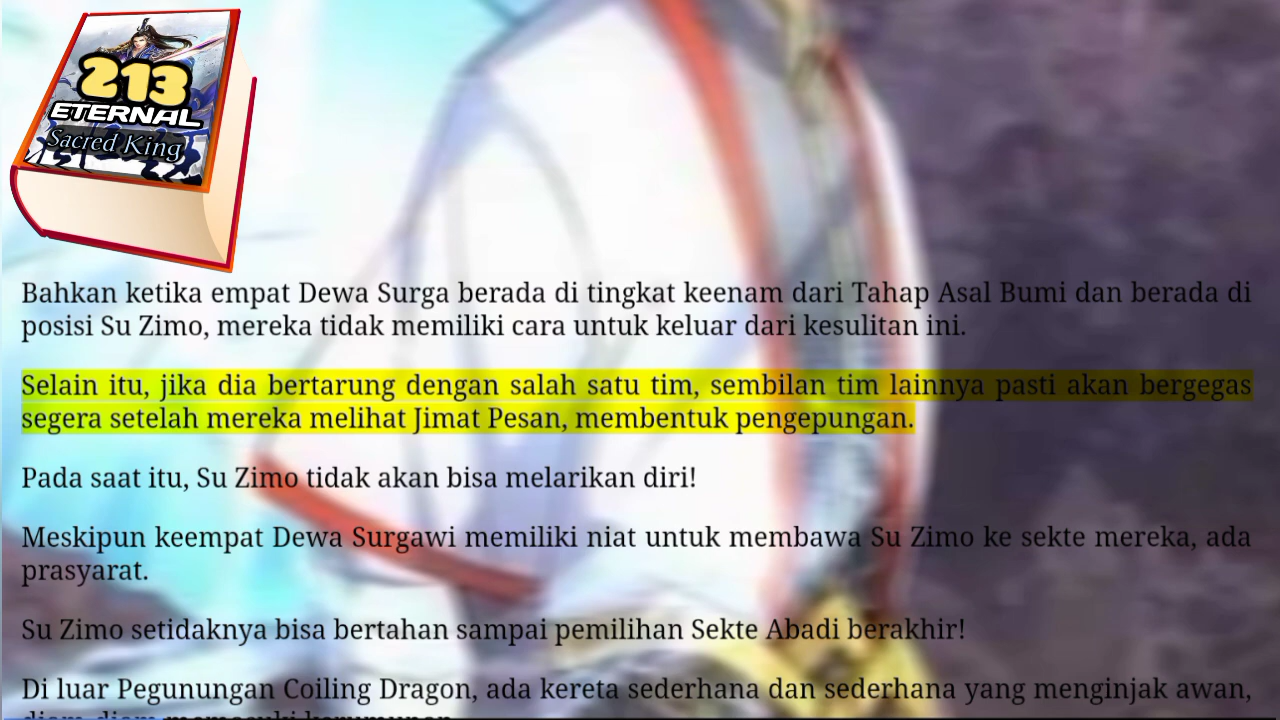 213
ETERNAL
Sacred King
Bahkan ketika empat Dewa Surga berada di tingkat keenam dari Tahap Asal Bumi dan berada di
posisi Su Zimo, mereka tidak memiliki cara untuk keluar dari kesulitan ini.
Selain itu, jika dia bertarung dengan salah satu tim, sembilan tim lainnya pasti akan bergegas
segera setelah mereka melihat Jimat Pesan, membentuk pengepungan.
Pada saat itu, Su Zimo tidak akan bisa melarikan diri!
Meskipun keempat Dewa Surgawi memiliki niat untuk membawa Su Zimo ke sekte mereka, ada
prasyarat.
Su Zimo setidaknya bisa bertahan sampai pemilihan Sekte Abadi berakhir!
Di luar Pegunungan Coiling Dragon, ada kereta sederhana dan sederhana yang menginjak awan,